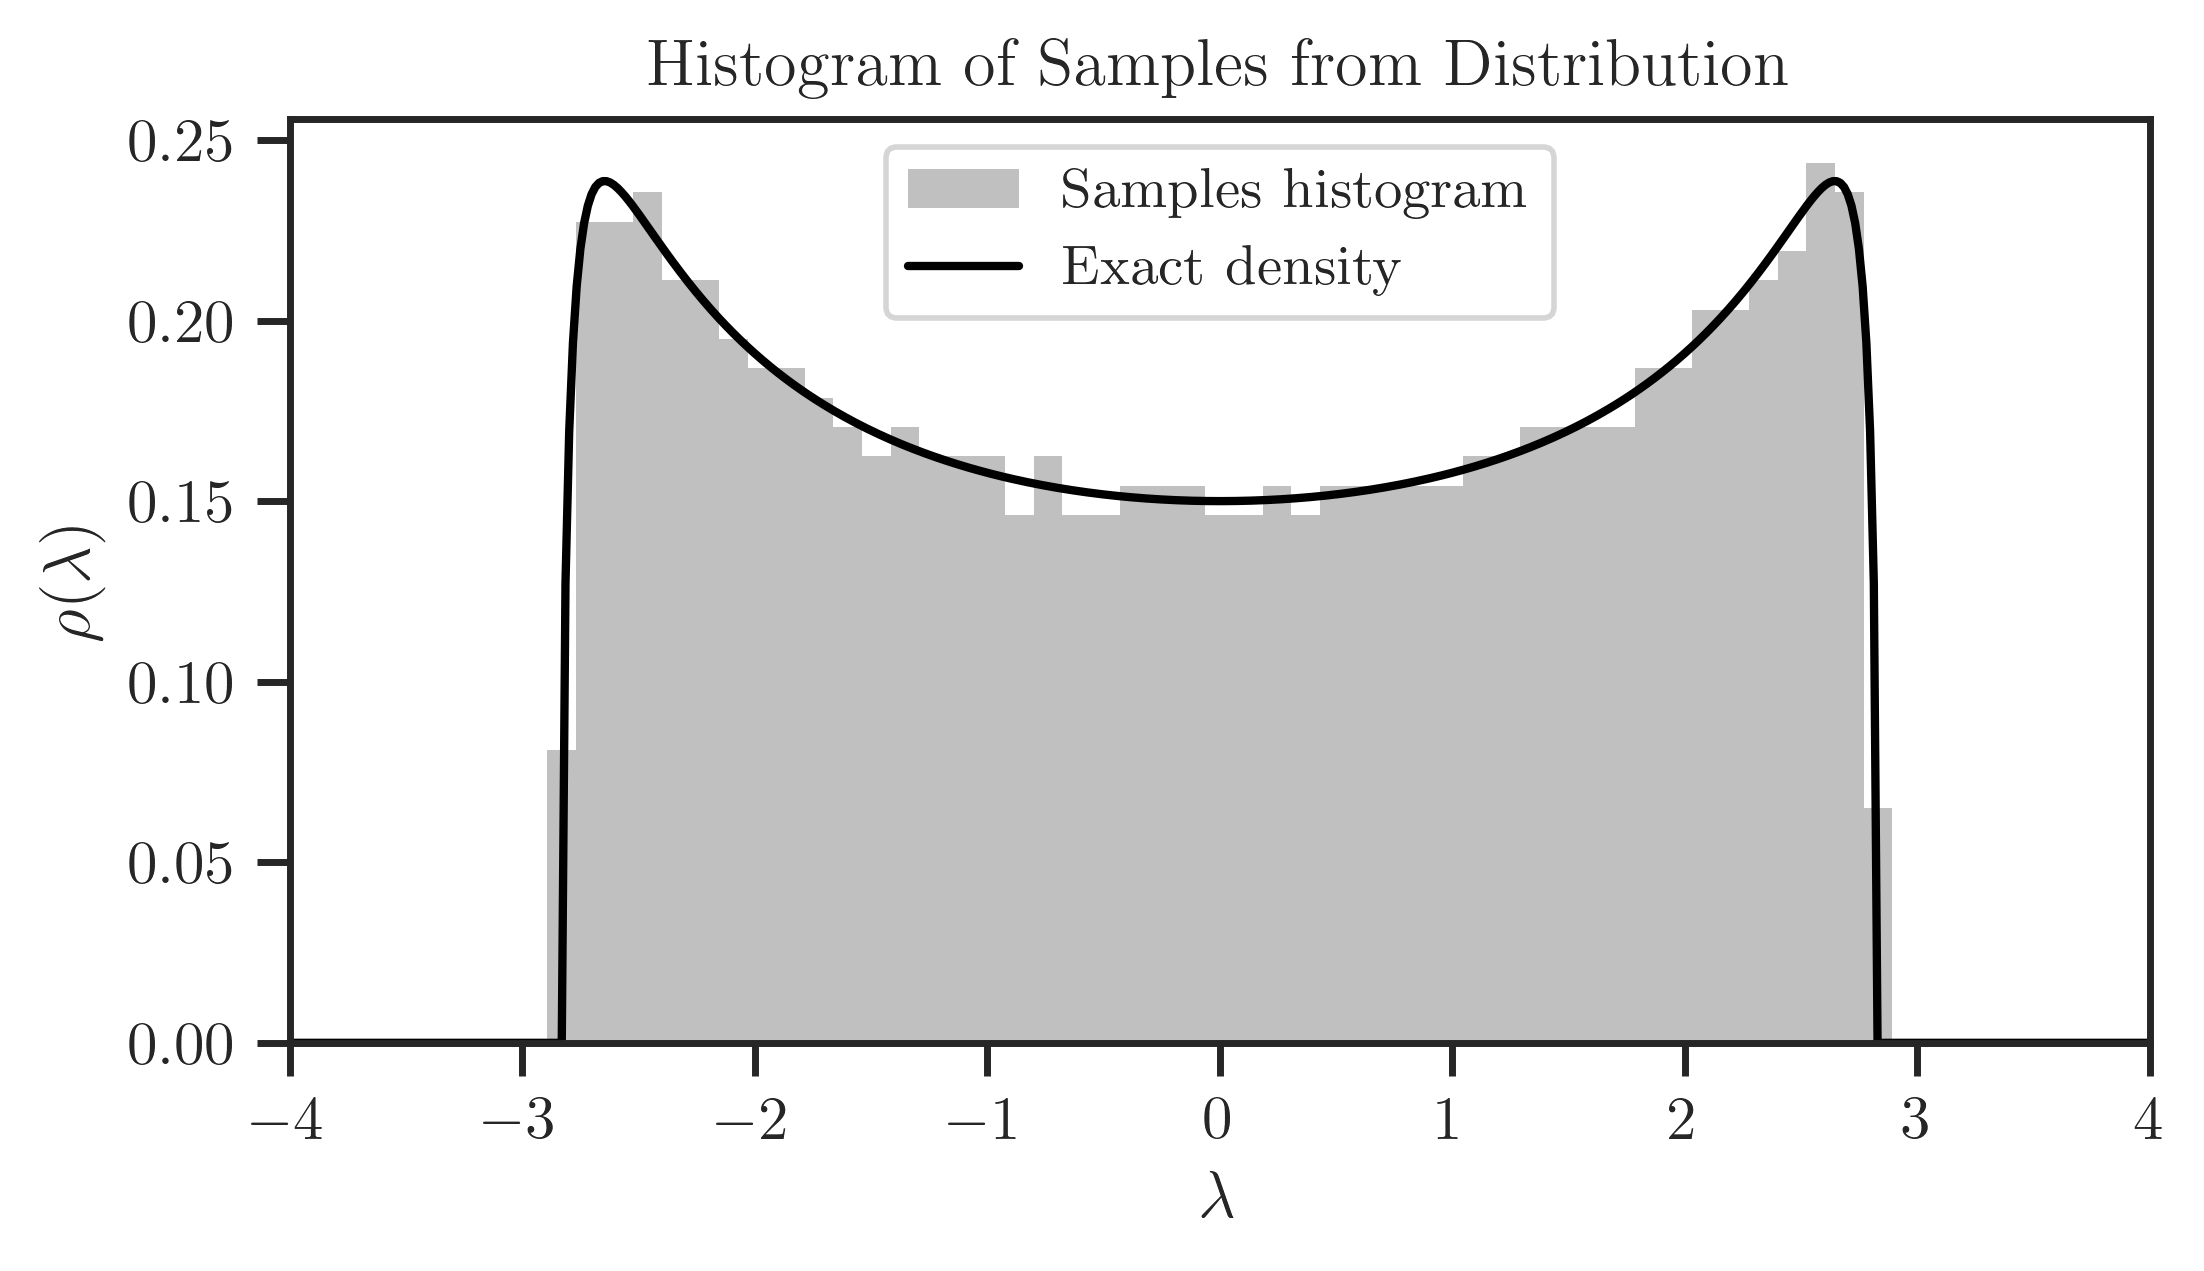 Histogram of Samples from Distribution
Samples histogram
Exact density
ρ(λ)
0.25
0.20
0.15
0.10
0.05
0.00
−4 −3 −2 −1 0 1 2 3 4
λ